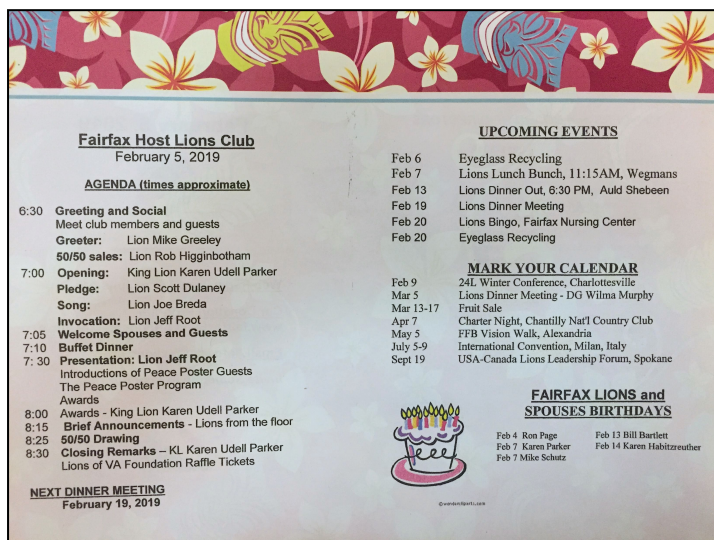 Fairfax Host Lions Club
February 5, 2019
AGENDA (times approximate)
6:30 Greeting and Social
Meet club members and guests
Greeter: Lion Mike Greeley
50/50 sales: Lion Rob Higginbotham
7:00 Opening: King Lion Karen Udell Parker
Pledge: Lion Scott Dulaney
Song: Lion Joe Breda
Invocation: Lion Jeff Root
7:05 Welcome Spouses and Guests
7:10 Buffet Dinner
7: 30 Presentation: Lion Jeff Root
Introductions of Peace Poster Guests
The Peace Poster Program
Awards
8:00 Awards - King Lion Karen Udell Parker
8:15 Brief Announcements - Lions from the floor
8:25 50/50 Drawing
8:30 Closing Remarks – KL Karen Udell Parker
Lions of VA Foundation Raffle Tickets
NEXT DINNER MEETING
February 19, 2019
UPCOMING EVENTS
Feb 6 Eyeglass Recycling
Feb 7 Lions Lunch Bunch, 11:15AM, Wegmans
Feb 13 Lions Dinner Out, 6:30 PM, Auld Shebeen
Feb 19 Lions Dinner Meeting
Feb 20 Lions Bingo, Fairfax Nursing Center
Feb 20 Eyeglass Recycling
MARK YOUR CALENDAR
Feb 9 24L Winter Conference, Charlottesville
Mar 5 Lions Dinner Meeting - DG Wilma Murphy
Mar 13-17 Fruit Sale
Apr 7 Charter Night, Chantilly Nat'l Country Club
May 5 FFB Vision Walk, Alexandria
July 5-9 International Convention, Milan, Italy
Sept 19 USA-Canada Lions Leadership Forum, Spokane
FAIRFAX LIONS and
SPOUSES BIRTHDAYS
Feb 4 Ron Page Feb 13 Bill Bartlett
Feb 7 Karen Parker Feb 14 Karen Habitzreuther
Feb 7 Mike Schutz